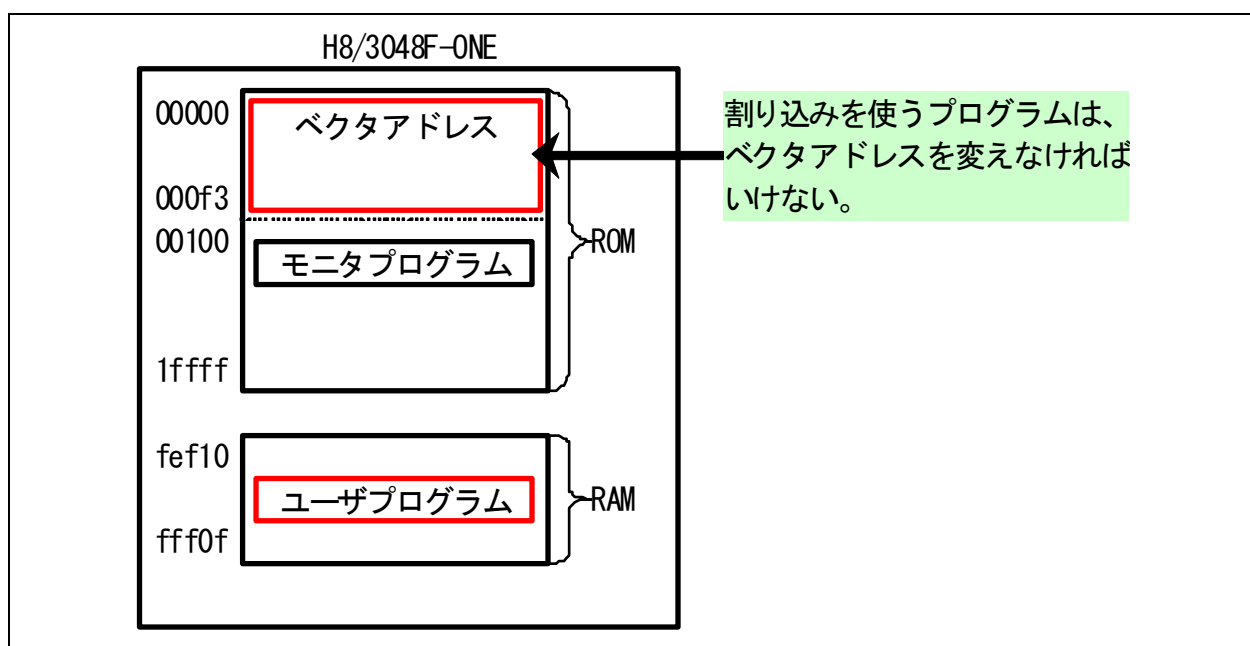 H8/3048F-ONE
00000
ベクタアドレス
000f3
00100
モニタプログラム
ROM
1ffff
fef10
ユーザプログラム
RAM
fff0f
割り込みを使うプログラムは、
ベクタアドレスを変えなければ
いけない。